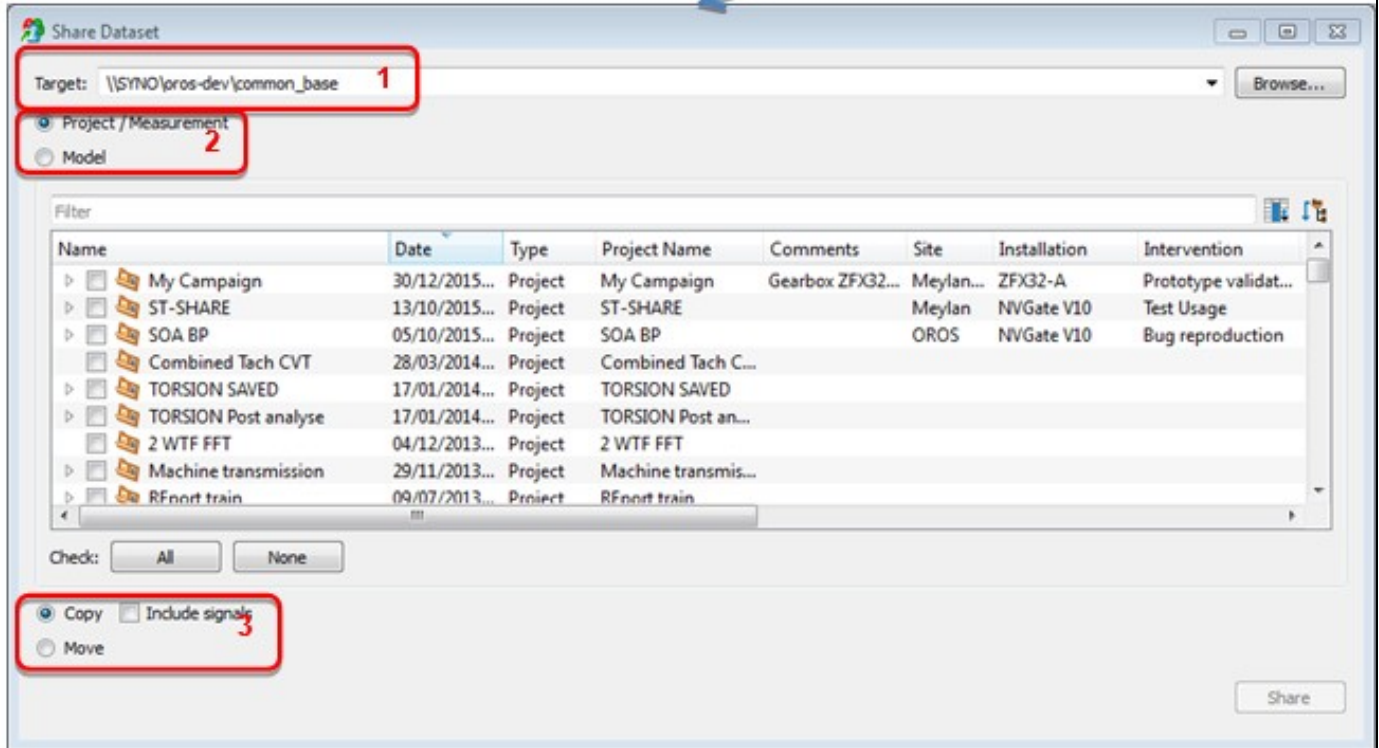 Share Dataset
Target: \\SYNO\oros-dev\common_base 1 Browse...
Project / Measurement
2
Model
Filter
Name Date Type Project Name Comments Site Installation Intervention
My Campaign 30/12/2015... Project My Campaign Gearbox ZFX32... Meylan... ZFX32-A Prototype validat...
ST-SHARE 13/10/2015... Project ST-SHARE Meylan NVGate V10 Test Usage
SOA BP 05/10/2015... Project SOA BP OROS NVGate V10 Bug reproduction
Combined Tach CVT 28/03/2014... Project Combined Tach C...
TORSION SAVED 17/01/2014... Project TORSION SAVED
TORSION Post analyse 17/01/2014... Project TORSION Post an...
2 WTF FFT 04/12/2013... Project 2 WTF FFT
Machine transmission 29/11/2013... Project Machine transmis...
REport train 09/07/2013... Project REport train
Check: All None
Copy Include signals
3
Move
Share